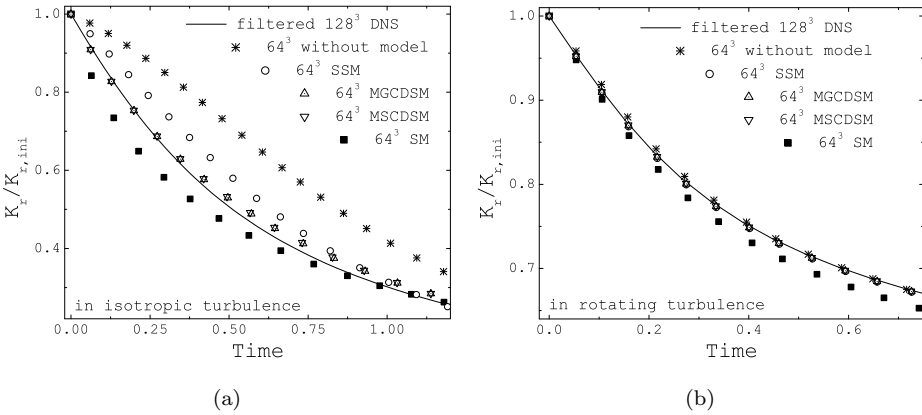 filtered 128³ DNS
64³ without model
64³ SSM
64³ MGCDSM
64³ MSCDSM
64³ SM
1.0
0.8
0.6
0.4
K_r/K_{r,ini}
in isotropic turbulence
0.00 0.25 0.50 0.75 1.00
Time
(a)
filtered 128³ DNS
64³ without model
64³ SSM
64³ MGCDSM
64³ MSCDSM
64³ SM
1.0
0.9
0.8
0.7
K_r/K_{r,ini}
in rotating turbulence
0.0 0.2 0.4 0.6
Time
(b)